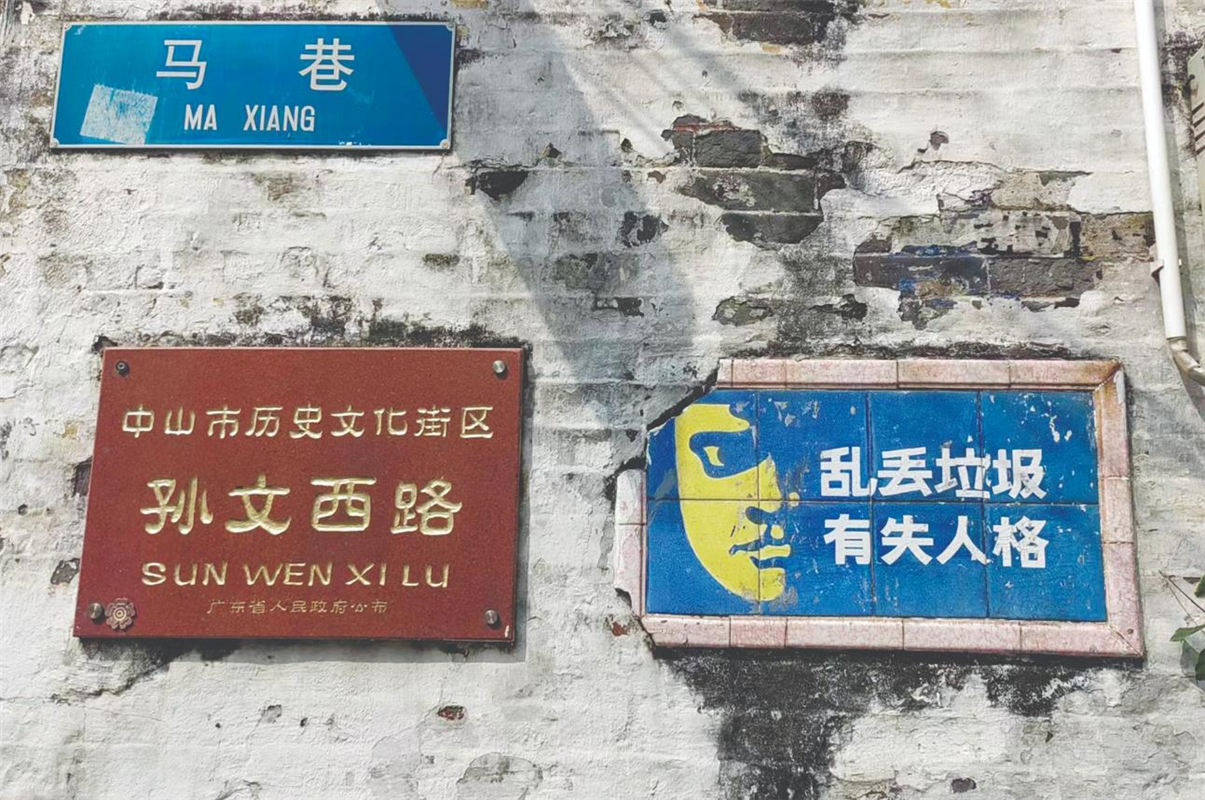 马巷
MA XIANG
中山市历史文化街区
孙文西路
SUN WEN XI LU
广东省人民政府公布
乱丢垃圾
有失人格